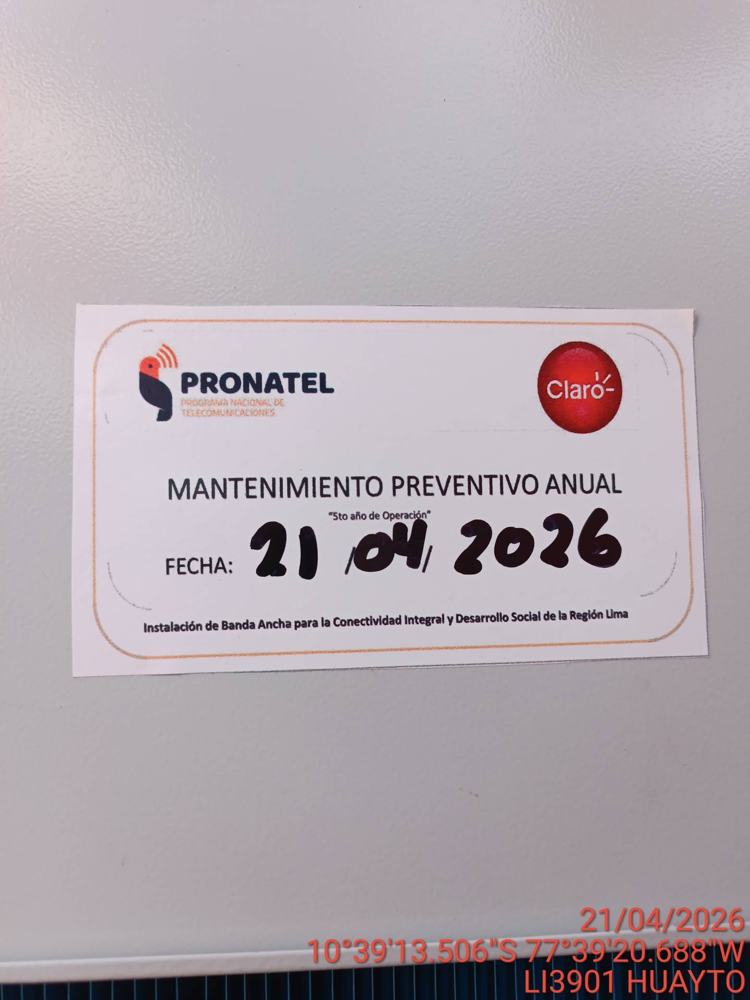 PRONATEL
PROGRAMA NACIONAL DE
TELECOMUNICACIONES
Claro
MANTENIMIENTO PREVENTIVO ANUAL
"5to año de Operación"
FECHA: 21/04/2026
Instalación de Banda Ancha para la Conectividad Integral y Desarrollo Social de la Región Lima
21/04/2026
10°39'13.506"S 77°39'20.688"W
LI3901 HUAYTO